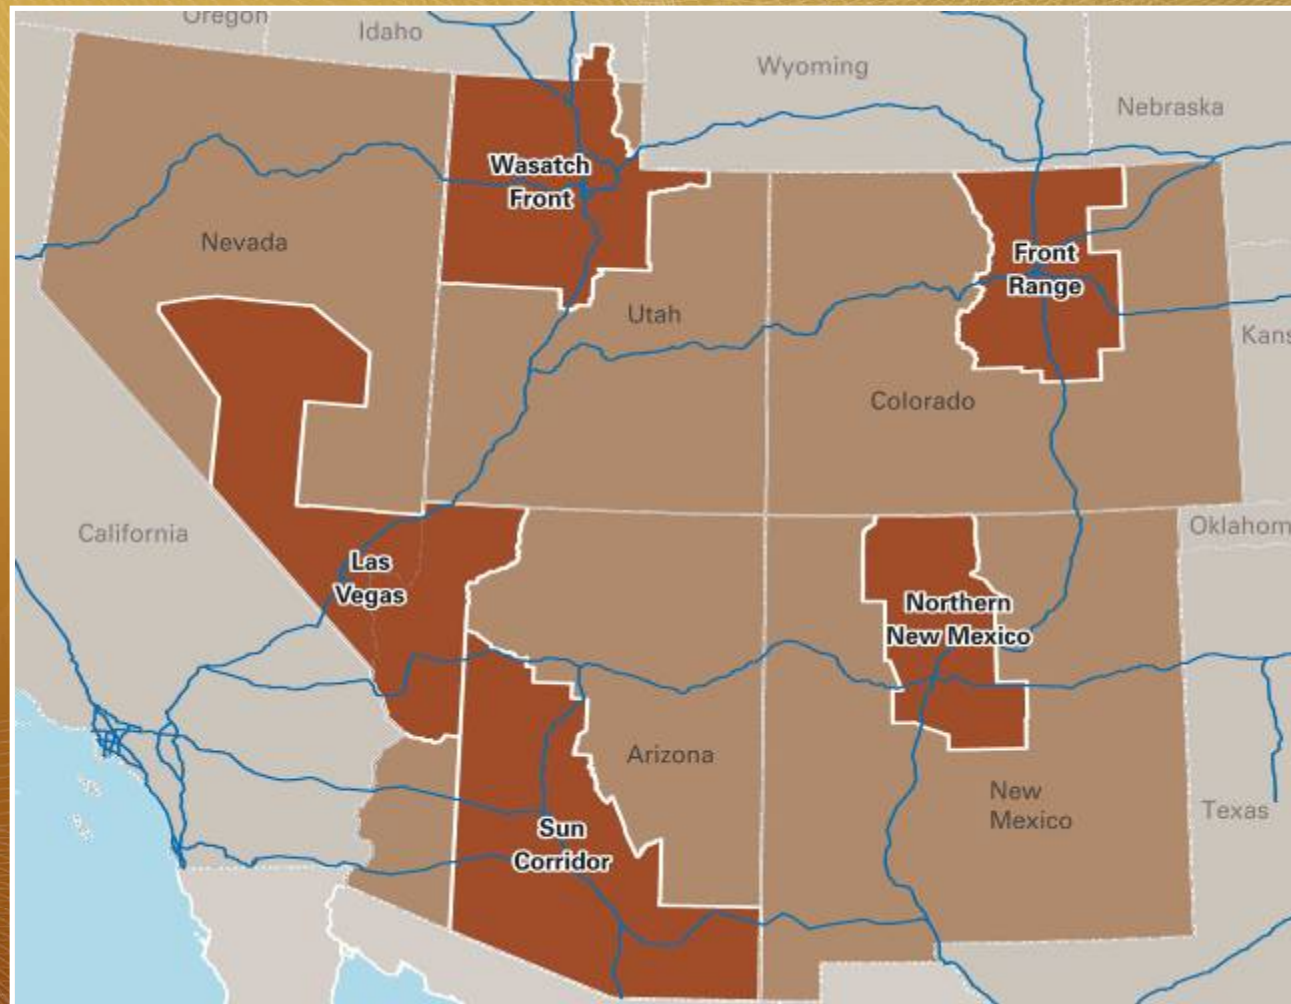 Oregon
Idaho
Wyoming
Nebraska
Wasatch
Front
Nevada
Front
Range
Utah
Kans
Colorado
California
Oklahom
Las
Vegas
Northern
New Mexico
Arizona
New
Mexico
Texas
Sun
Corridor